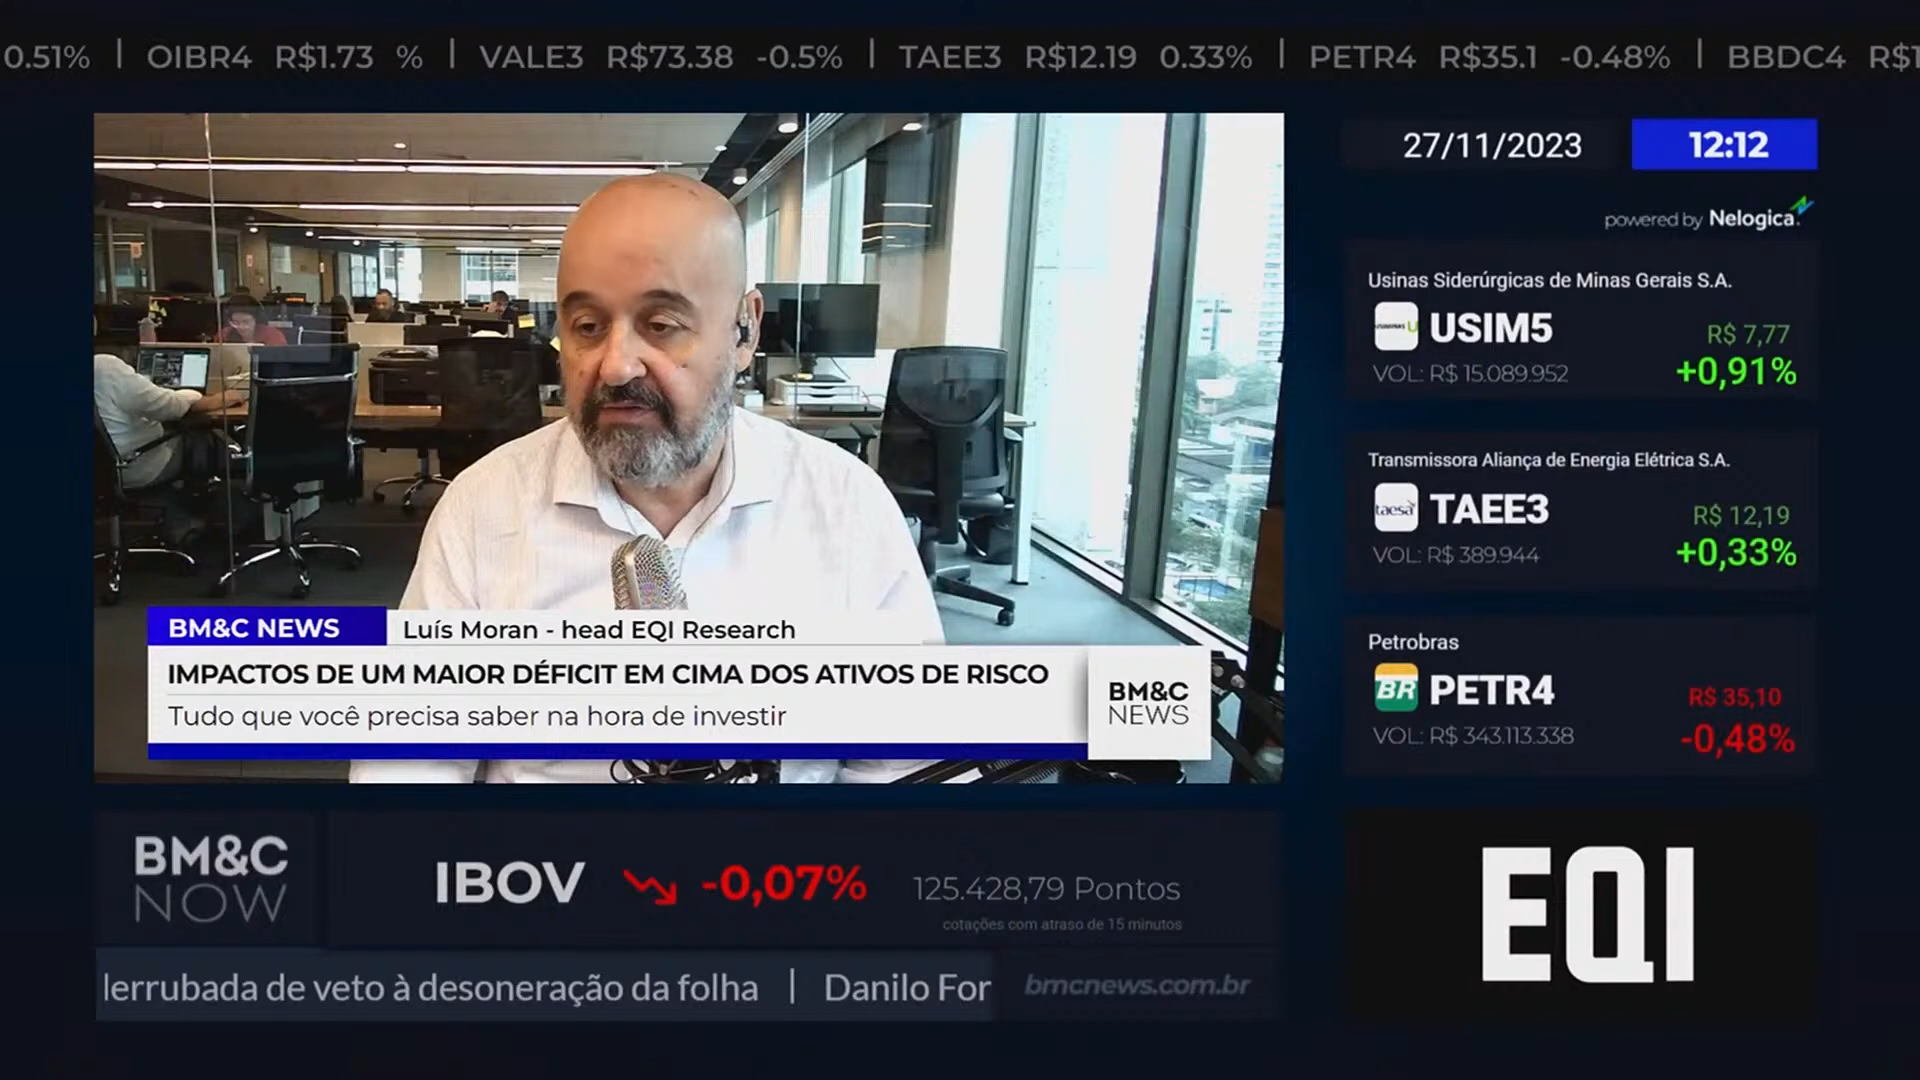 0.51% | OIBR4 R$1.73 % | VALE3 R$73.38 -0.5% | TAEE3 R$12.19 0.33% | PETR4 R$35.1 -0.48% | BBDC4 R$1
27/11/2023 12:12
powered by Nelogica
Usinas Siderúrgicas de Minas Gerais S.A.
USIM5
R$ 7,77
VOL: R$ 15.089.952
+0,91%
Transmissora Aliança de Energia Elétrica S.A.
taesa
TAEE3
R$ 12,19
VOL: R$ 389.944
+0,33%
Petrobras
BR
PETR4
R$ 35,10
VOL: R$ 343.113.338
-0,48%
BM&C NEWS
Luís Moran - head EQI Research
IMPACTOS DE UM MAIOR DÉFICIT EM CIMA DOS ATIVOS DE RISCO
Tudo que você precisa saber na hora de investir
BM&C
NEWS
BM&C
NOW
IBOV -0,07% 125.428,79 Pontos
cotações com atraso de 15 minutos
lerrubada de veto à desoneração da folha | Danilo For
bmcnews.com.br
EQI